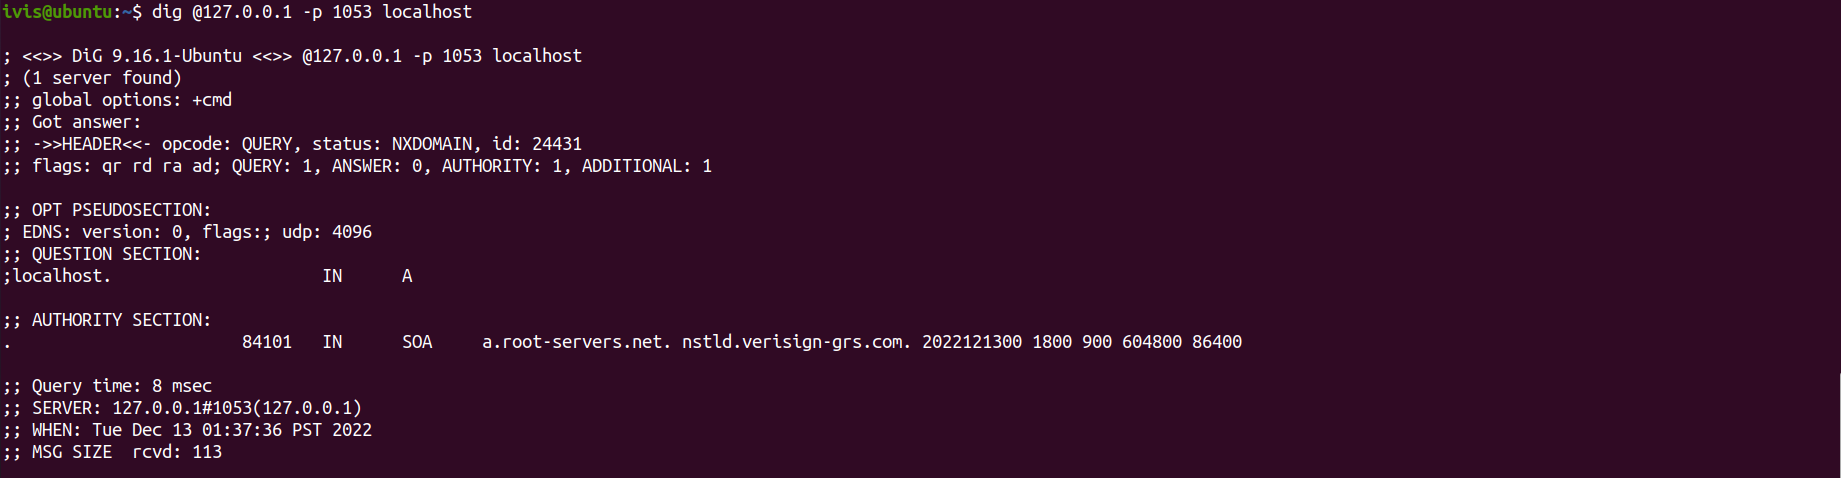 ivis@ubuntu:~$ dig @127.0.0.1 -p 1053 localhost
; <<>> DiG 9.16.1-Ubuntu <<>> @127.0.0.1 -p 1053 localhost
; (1 server found)
;; global options: +cmd
;; Got answer:
;; ->>HEADER<<- opcode: QUERY, status: NXDOMAIN, id: 24431
;; flags: qr rd ra ad; QUERY: 1, ANSWER: 0, AUTHORITY: 1, ADDITIONAL: 1
;; OPT PSEUDOSECTION:
; EDNS: version: 0, flags:; udp: 4096
;; QUESTION SECTION:
;localhost. IN A
;; AUTHORITY SECTION:
. 84101 IN SOA a.root-servers.net. nstld.verisign-grs.com. 2022121300 1800 900 604800 86400
;; Query time: 8 msec
;; SERVER: 127.0.0.1#1053(127.0.0.1)
;; WHEN: Tue Dec 13 01:37:36 PST 2022
;; MSG SIZE rcvd: 113